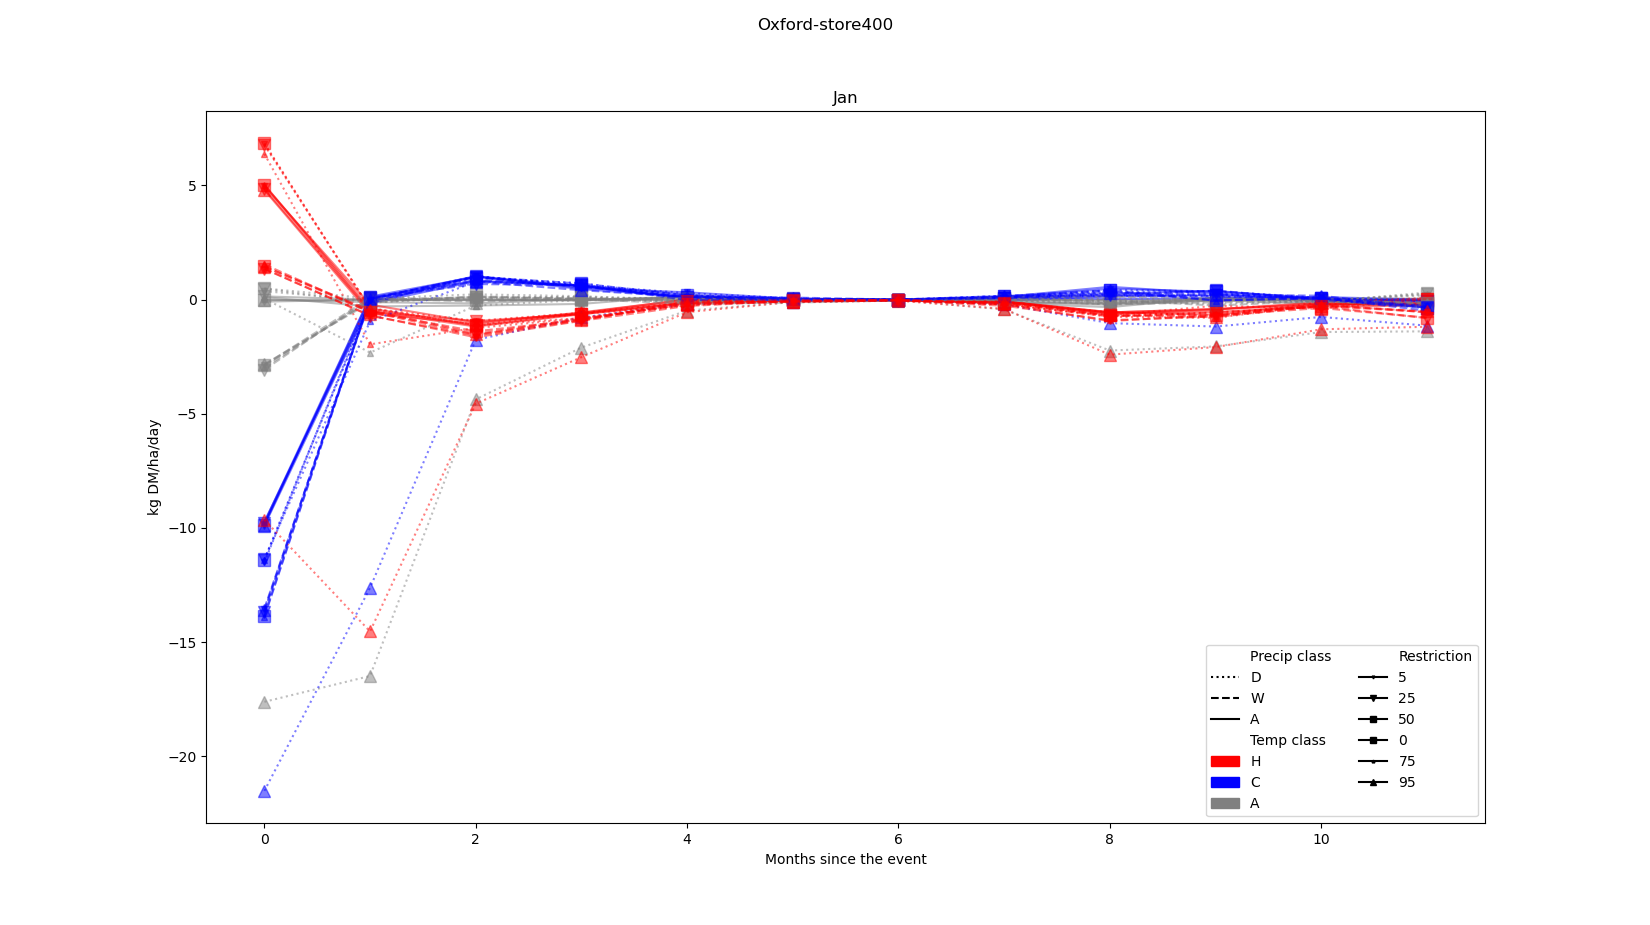 Oxford-store400
Jan
kg DM/ha/day
5
0
−5
−10
−15
−20
0 2 4 6 8 10
Months since the event
Precip class
D
W
A
Temp class
H
C
A
Restriction
5
25
50
0
75
95